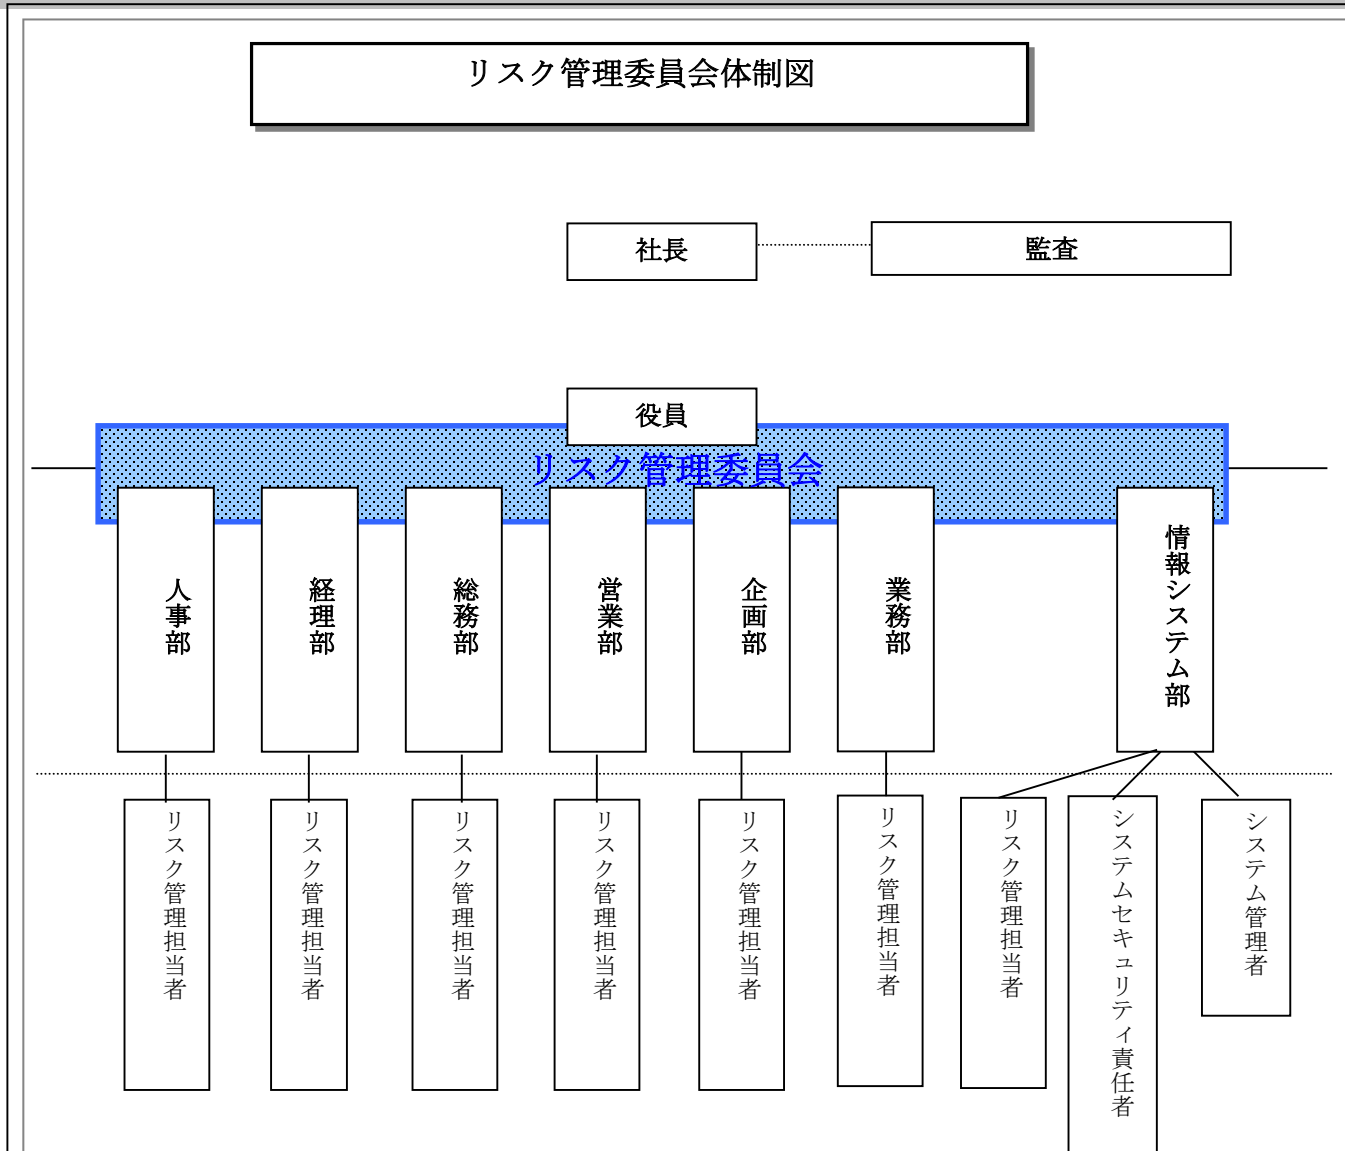 リスク管理委員会体制図
社長
監査
役員
リスク管理委員会
人事部
経理部
総務部
営業部
企画部
業務部
情報システム部
リスク管理担当者
リスク管理担当者
リスク管理担当者
リスク管理担当者
リスク管理担当者
リスク管理担当者
リスク管理担当者
システムセキュリティ責任者
システム管理者